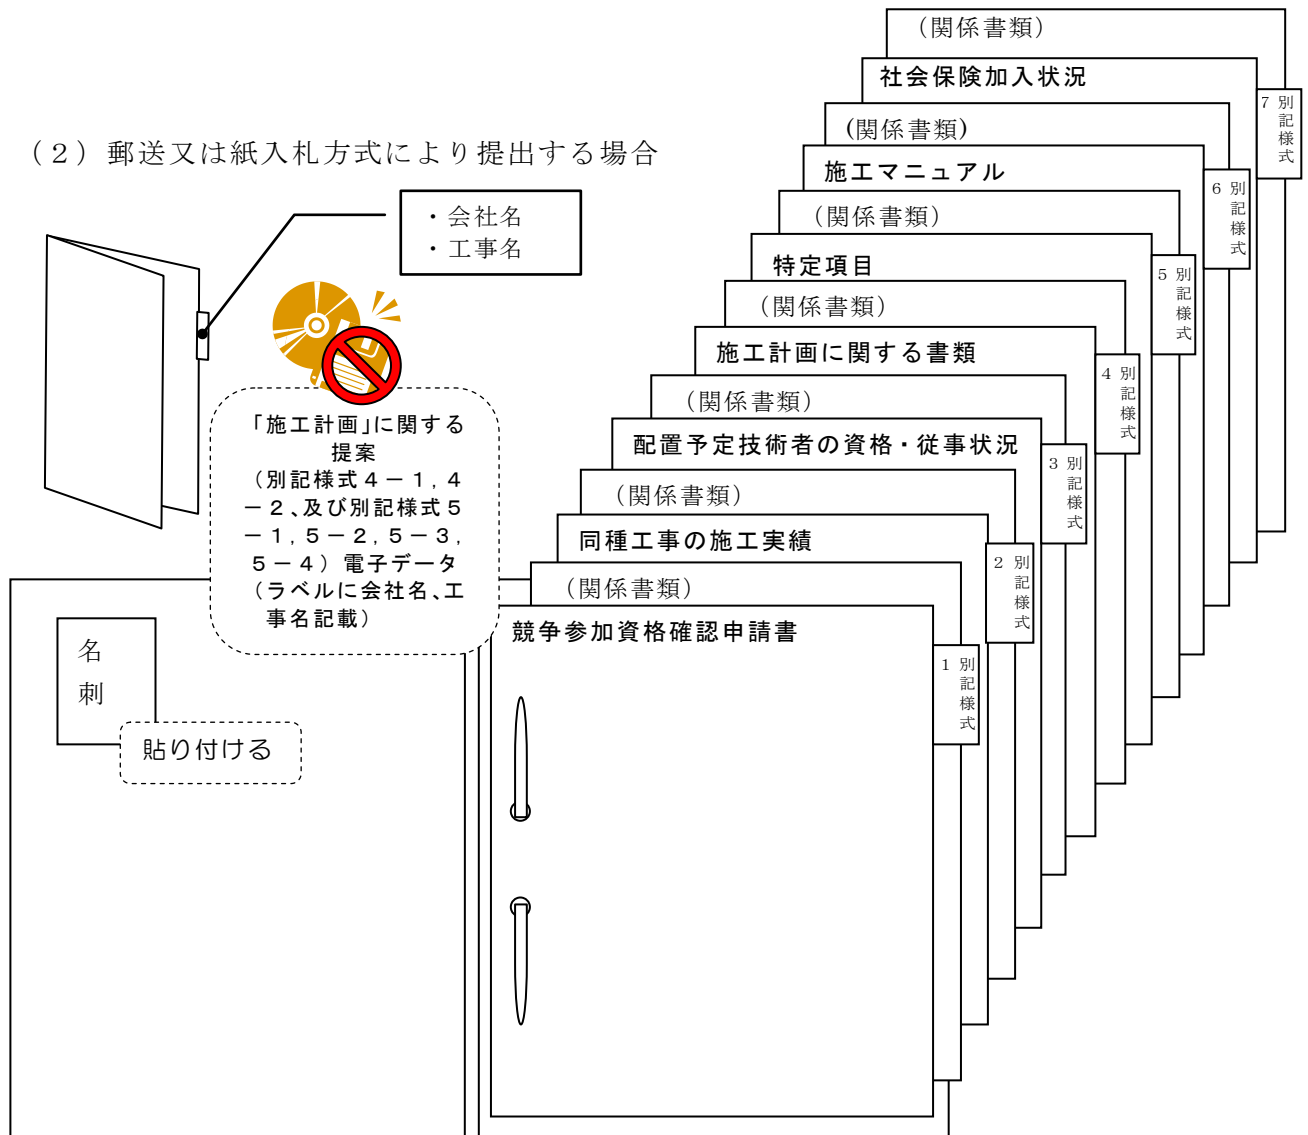 （２）郵送又は紙入札方式により提出する場合
・会社名
・工事名
「施工計画」に関する
提案
（別記様式４－１，４
－２、及び別記様式５
－１，５－２，５－３，
５－４）電子データ
（ラベルに会社名、工
事名記載）
名
刺
貼り付ける
（関係書類）
社会保険加入状況
別記様式７
(関係書類)
施工マニュアル
別記様式６
（関係書類）
特定項目
別記様式５
（関係書類）
施工計画に関する書類
別記様式４
（関係書類）
配置予定技術者の資格・従事状況
別記様式３
（関係書類）
同種工事の施工実績
別記様式２
（関係書類）
競争参加資格確認申請書
別記様式１